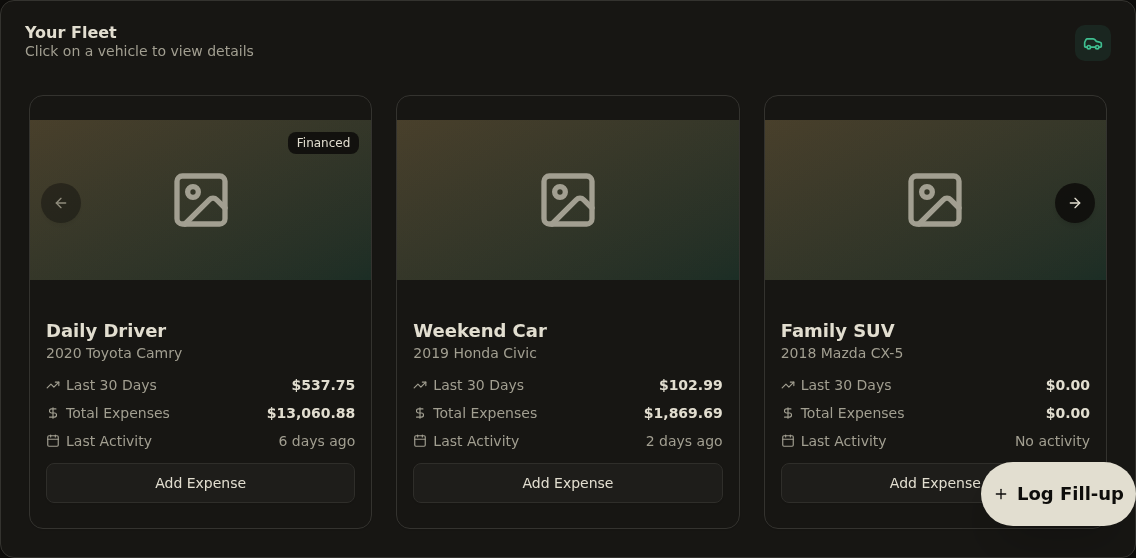 Your Fleet
Click on a vehicle to view details
Financed
Daily Driver
2020 Toyota Camry
Last 30 Days $537.75
Total Expenses $13,060.88
Last Activity 6 days ago
Add Expense
Weekend Car
2019 Honda Civic
Last 30 Days $102.99
Total Expenses $1,869.69
Last Activity 2 days ago
Add Expense
Family SUV
2018 Mazda CX-5
Last 30 Days $0.00
Total Expenses $0.00
Last Activity No activity
Add Expense
+ Log Fill-up